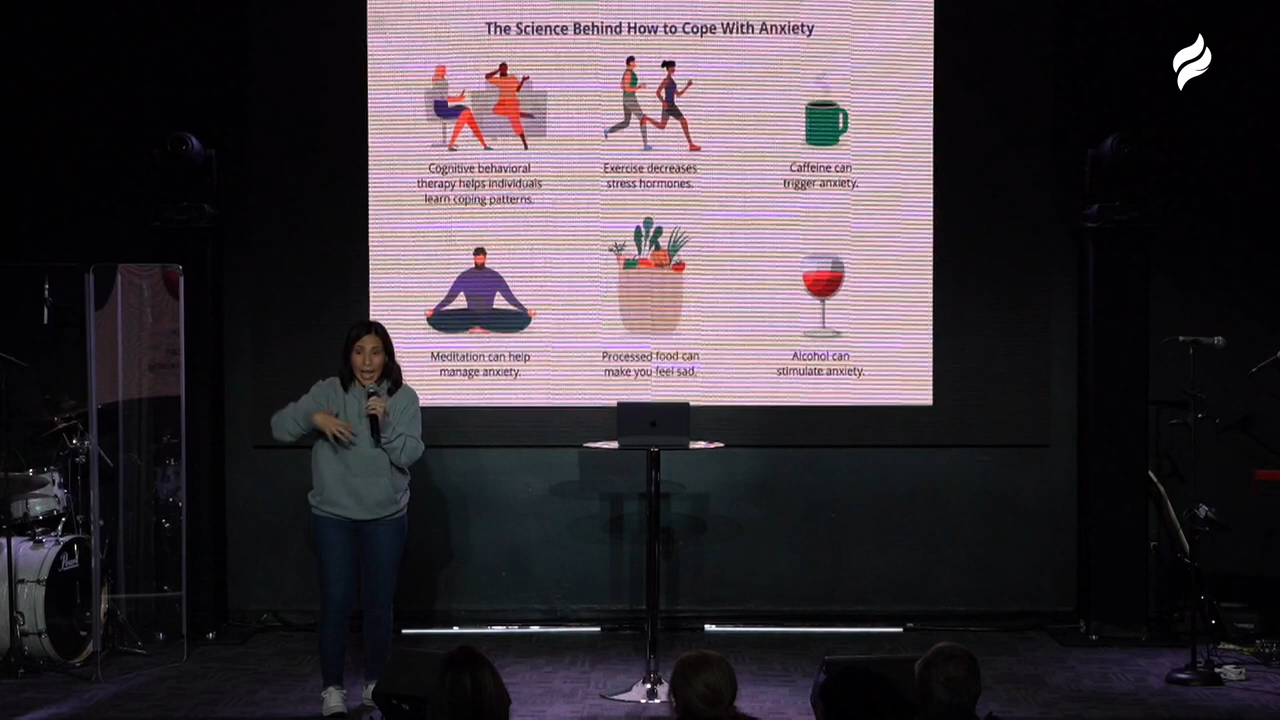 The Science Behind How to Cope With Anxiety
Cognitive behavioral
therapy helps individuals
learn coping patterns.
Exercise decreases
stress hormones.
Caffeine can
trigger anxiety.
Meditation can help
manage anxiety.
Processed food can
make you feel sad.
Alcohol can
stimulate anxiety.
Pearl